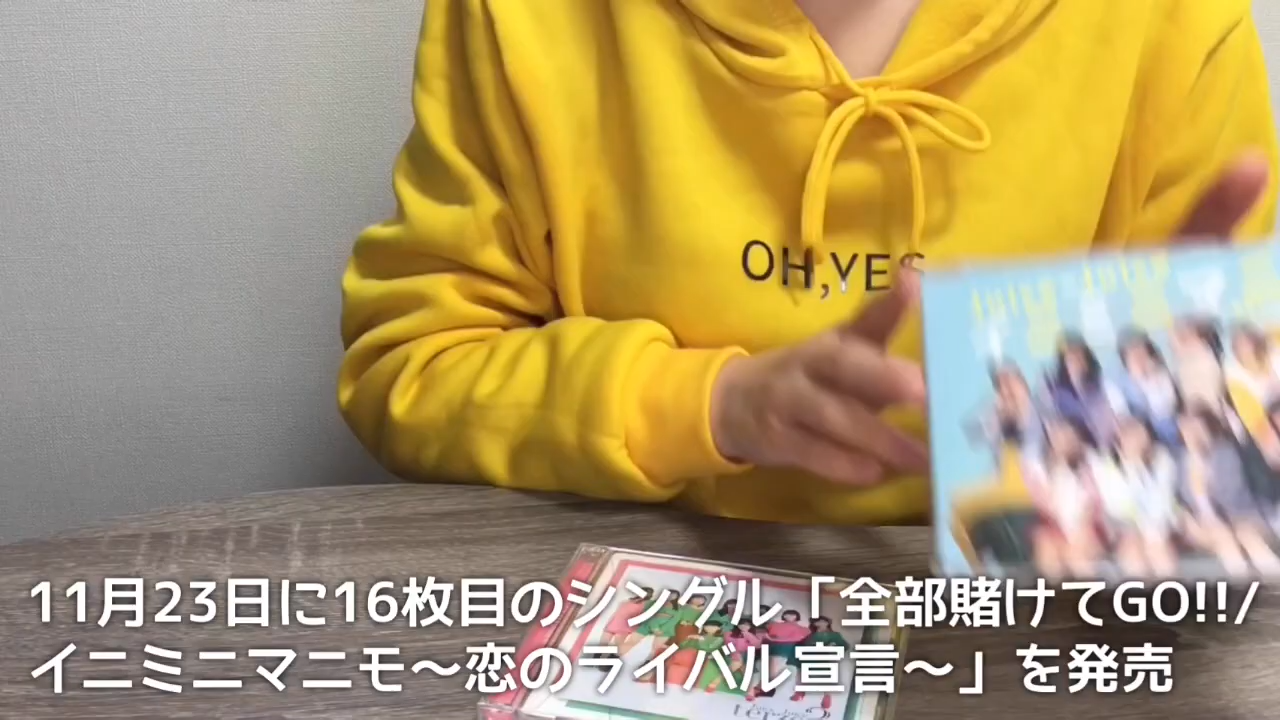 OH,YES
Juice=Juice
11月23日に16枚目のシングル「全部賭けてGO!!/
イニミニマニモ～恋のライバル宣言～」を発売